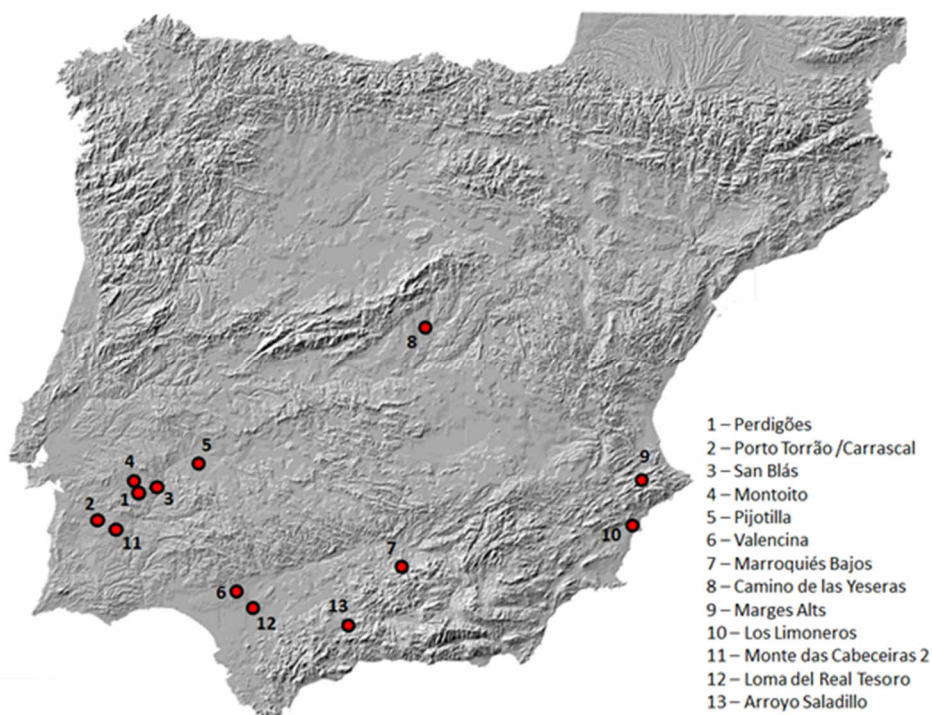 8
5
4
1
3
2
11
9
10
7
6
12
13
1 – Perdigões
2 – Porto Torrão /Carrascal
3 – San Blás
4 – Montoito
5 – Pijotilla
6 – Valencina
7 – Marroquiés Bajos
8 – Camino de las Yeseras
9 – Marges Alts
10 – Los Limoneros
11 – Monte das Cabeceiras 2
12 – Loma del Real Tesoro
13 – Arroyo Saladillo